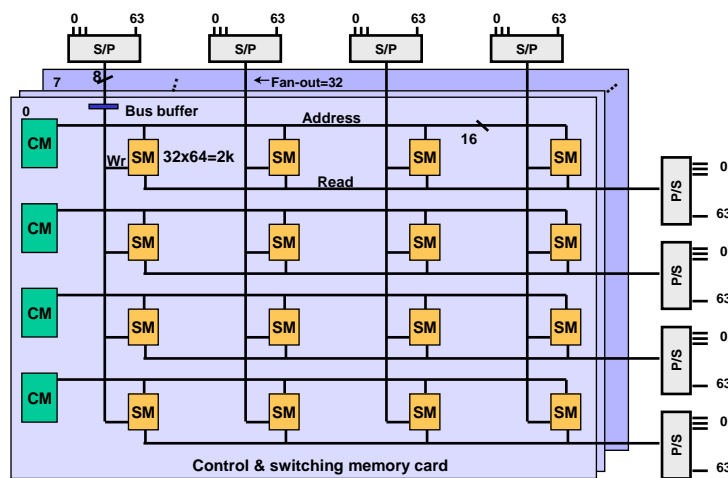 0 63 0 63 0 63 0 63
S/P S/P S/P S/P
7 8 Fan-out=32
0 Bus buffer Address
CM 16
Wr SM 32x64=2k SM SM SM
Read
P/S 0 63
CM SM SM SM SM
P/S 0 63
CM SM SM SM SM
P/S 0 63
CM SM SM SM SM
P/S 0 63
Control & switching memory card